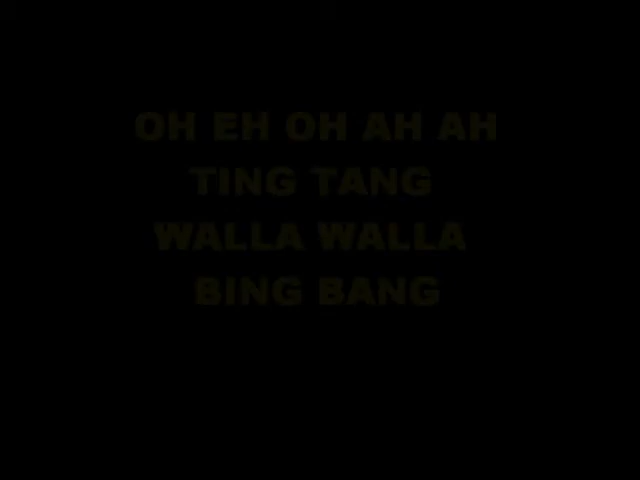 OH EH OH AH AH
TING TANG
WALLA WALLA
BING BANG